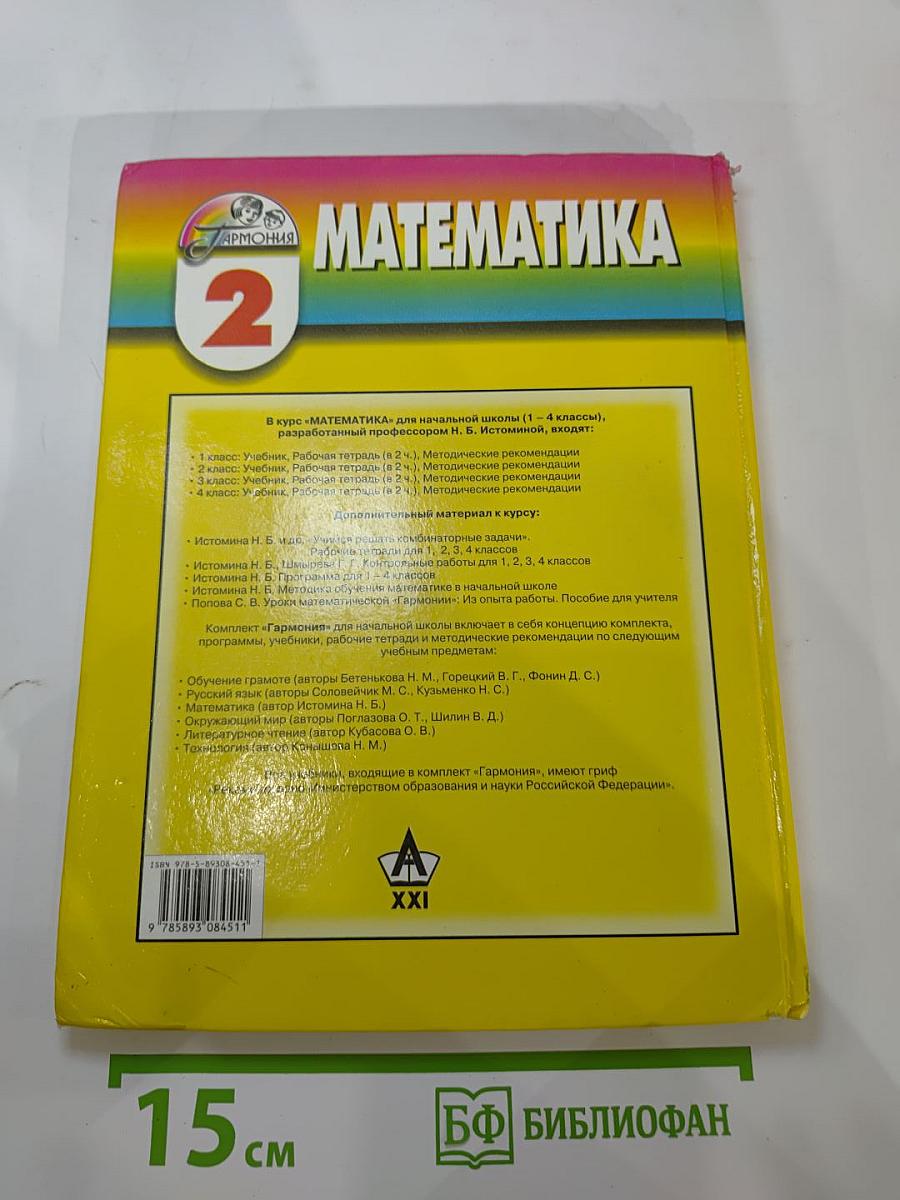 Гармония
МАТЕМАТИКА
2
В курс «МАТЕМАТИКА» для начальной школы (1 – 4 классы),
разработанный профессором Н. Б. Истоминой, входят:
• 1 класс: Учебник, Рабочая тетрадь (в 2 ч.), Методические рекомендации
• 2 класс: Учебник, Рабочая тетрадь (в 2 ч.), Методические рекомендации
• 3 класс: Учебник, Рабочая тетрадь (в 2 ч.), Методические рекомендации
• 4 класс: Учебник, Рабочая тетрадь (в 2 ч.), Методические рекомендации
Дополнительный материал к курсу:
• Истомина Н. Б. и др. «Учимся решать комбинаторные задачи».
Рабочие тетради для 1, 2, 3, 4 классов
• Истомина Н. Б., Шмырева Г. Г. Контрольные работы для 1, 2, 3, 4 классов
• Истомина Н. Б. Программа для 1 – 4 классов
• Истомина Н. Б. Методика обучения математике в начальной школе
• Попова С. В. Уроки математической «Гармонии»: Из опыта работы. Пособие для учителя
Комплект «Гармония» для начальной школы включает в себя концепцию комплекта,
программы, учебники, рабочие тетради и методические рекомендации по следующим
учебным предметам:
• Обучение грамоте (авторы Бетенькова Н. М., Горецкий В. Г., Фонин Д. С.)
• Русский язык (авторы Соловейчик М. С., Кузьменко Н. С.)
• Математика (автор Истомина Н. Б.)
• Окружающий мир (авторы Поглазова О. Т., Шилин В. Д.)
• Литературное чтение (автор Кубасова О. В.)
• Технология (автор Конышева Н. М.)
Все учебники, входящие в комплект «Гармония», имеют гриф
«Рекомендовано Министерством образования и науки Российской Федерации».
ISBN 978-5-89308-451-1
9 785893 084511
А
XXI
15 см
БФ БИБЛИОФАН